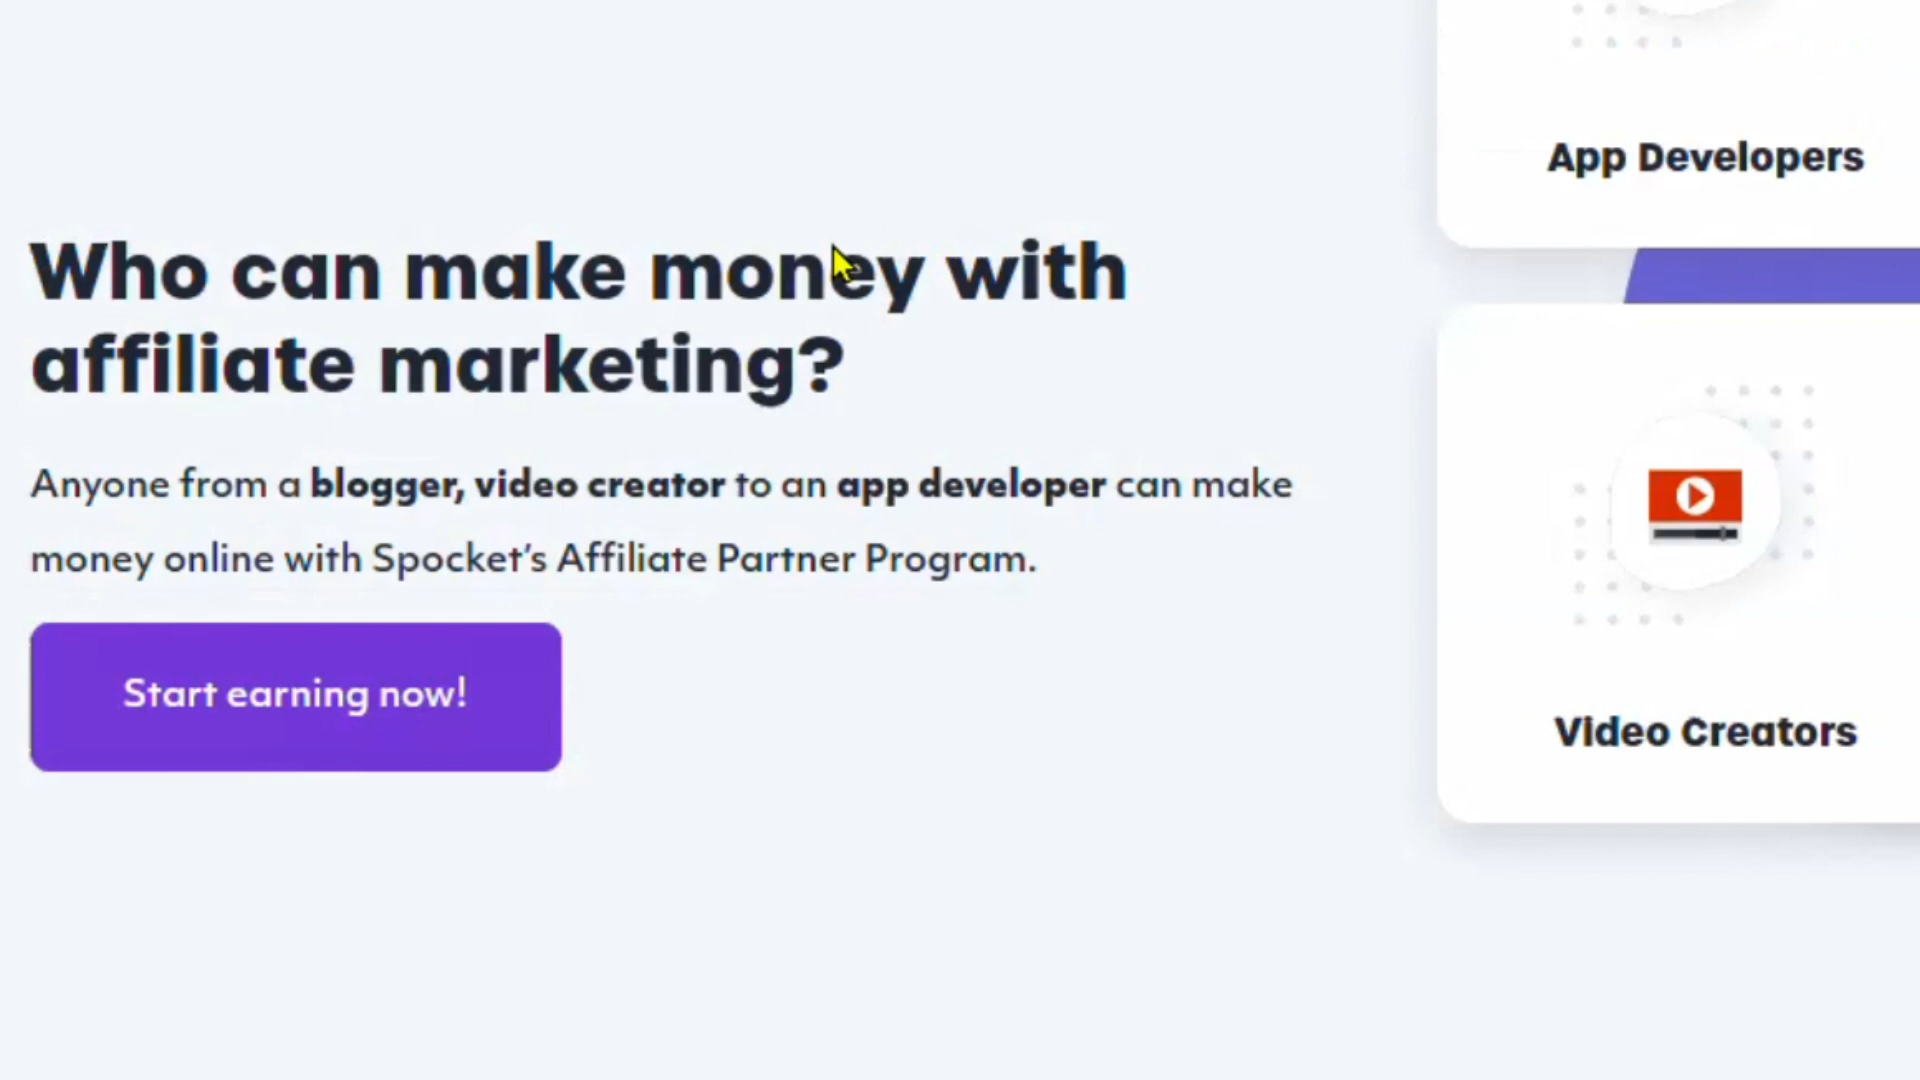 Who can make money with
affiliate marketing?
Anyone from a blogger, video creator to an app developer can make
money online with Spocket's Affiliate Partner Program.
Start earning now!
App Developers
Video Creators